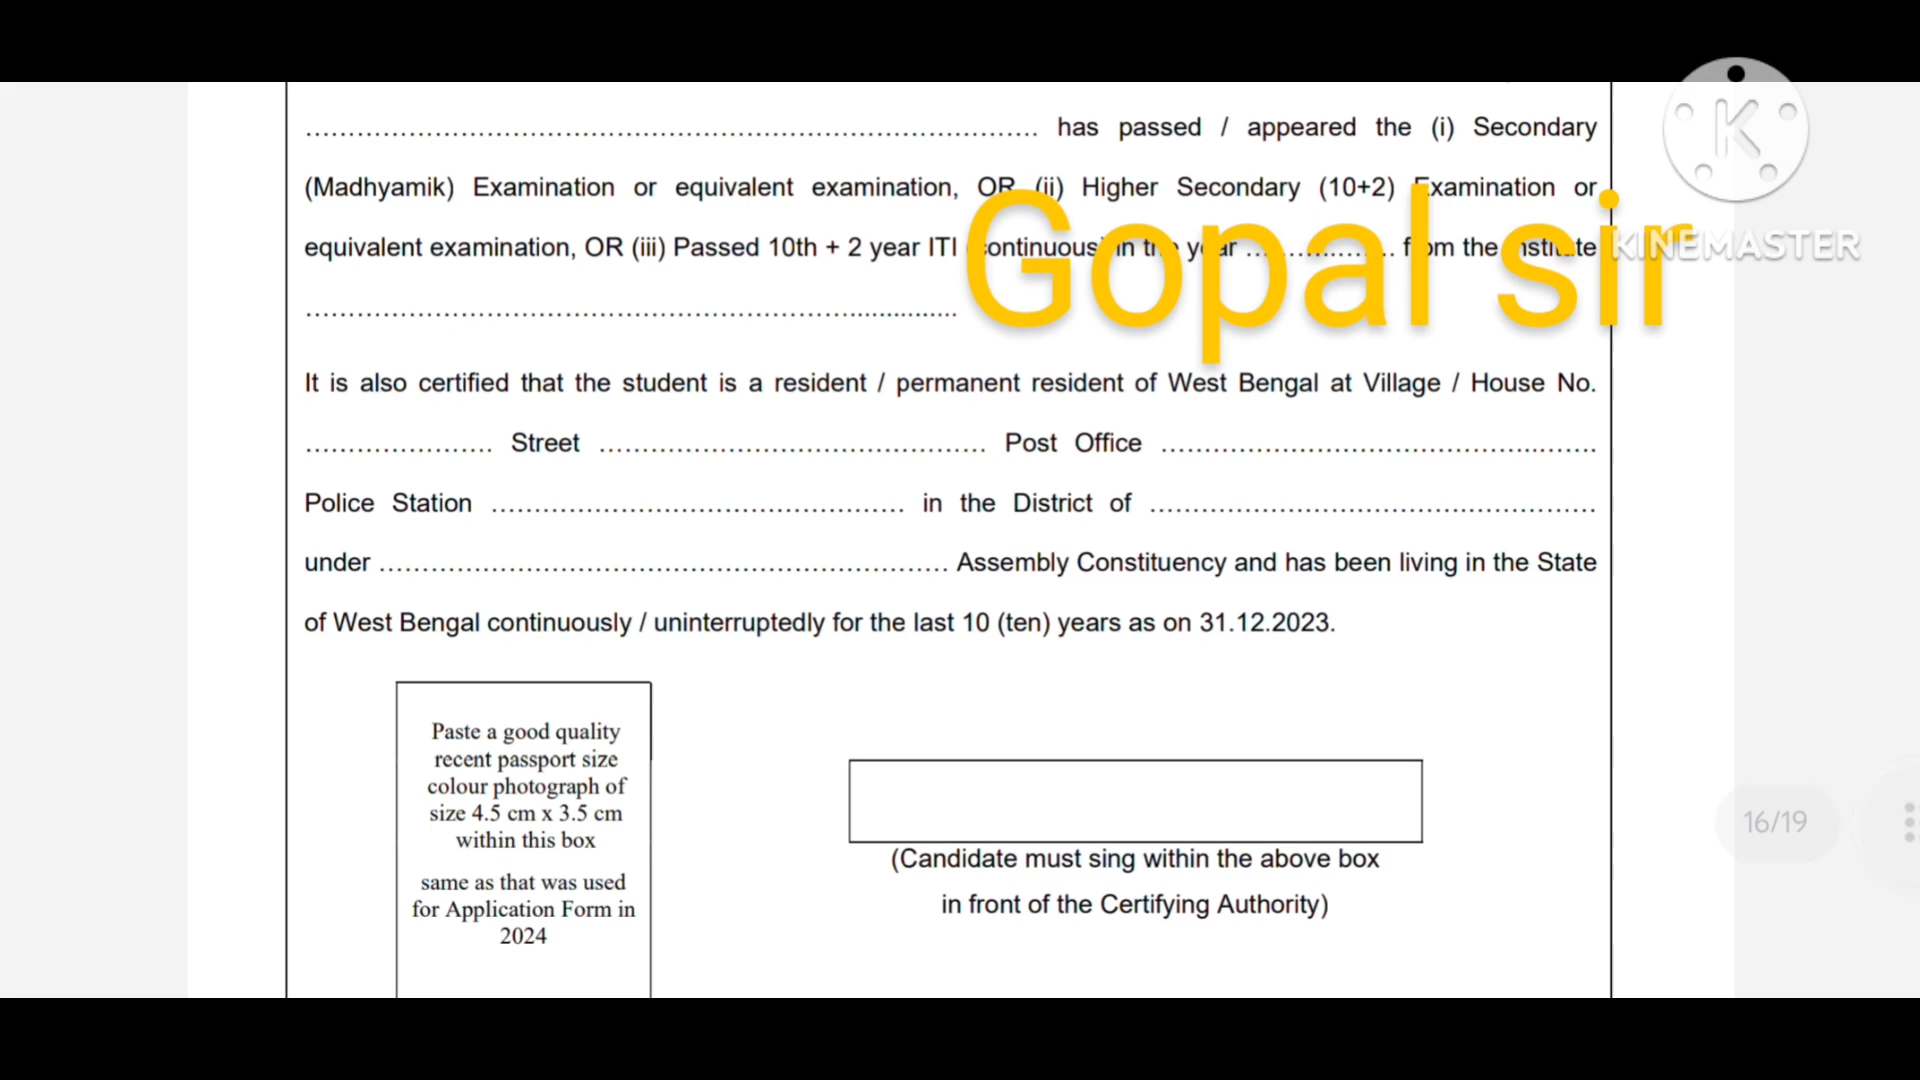 ……………………………………………………………………………. has passed / appeared the (i) Secondary
(Madhyamik) Examination or equivalent examination, OR (ii) Higher Secondary (10+2) Examination or
equivalent examination, OR (iii) Passed 10th + 2 year ITI (continuous) in the year ……………… from the institute
………………………………………………………...............
Gopal sir
K
KINEMASTER
It is also certified that the student is a resident / permanent resident of West Bengal at Village / House No.
…………………. Street ………………………………………. Post Office …………………………………………….
Police Station …………………………………………. in the District of …………………………………………….
under …………………………………………………………. Assembly Constituency and has been living in the State
of West Bengal continuously / uninterruptedly for the last 10 (ten) years as on 31.12.2023.
Paste a good quality
recent passport size
colour photograph of
size 4.5 cm x 3.5 cm
within this box
same as that was used
for Application Form in
2024
(Candidate must sing within the above box
in front of the Certifying Authority)
16/19